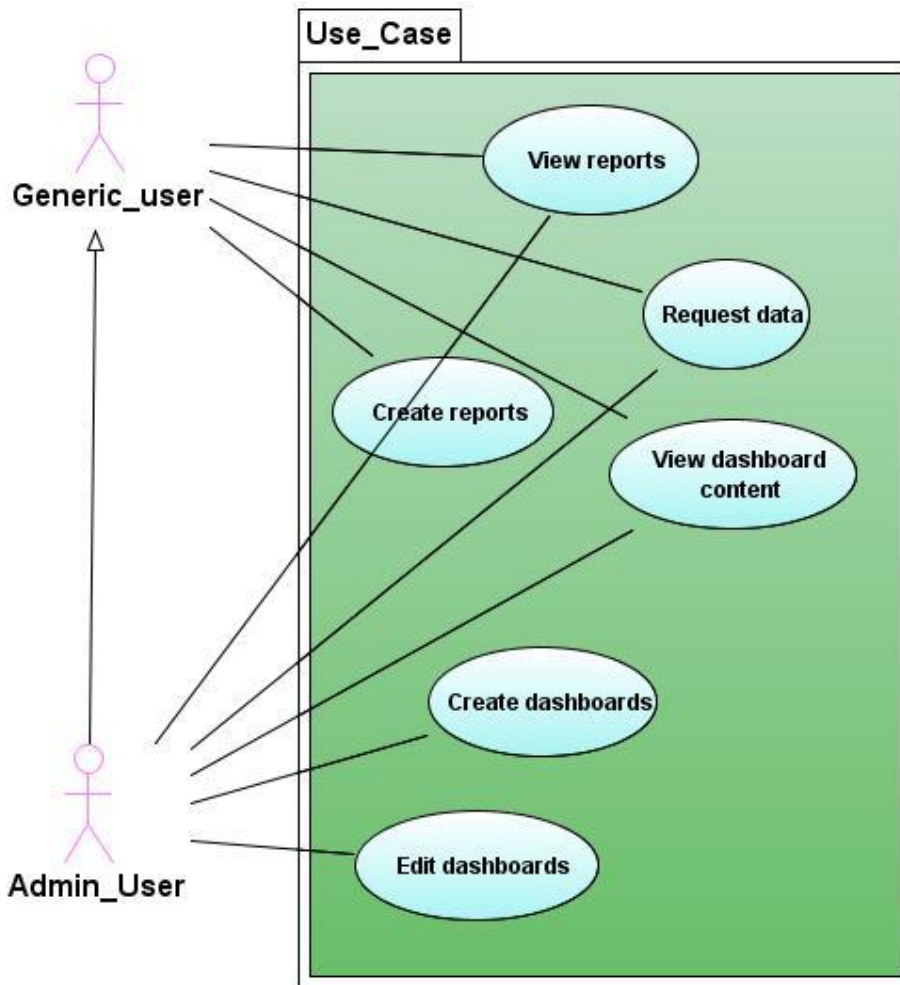 Use_Case
Generic_user
View reports
Request data
Create reports
View dashboard
content
Create dashboards
Edit dashboards
Admin_User